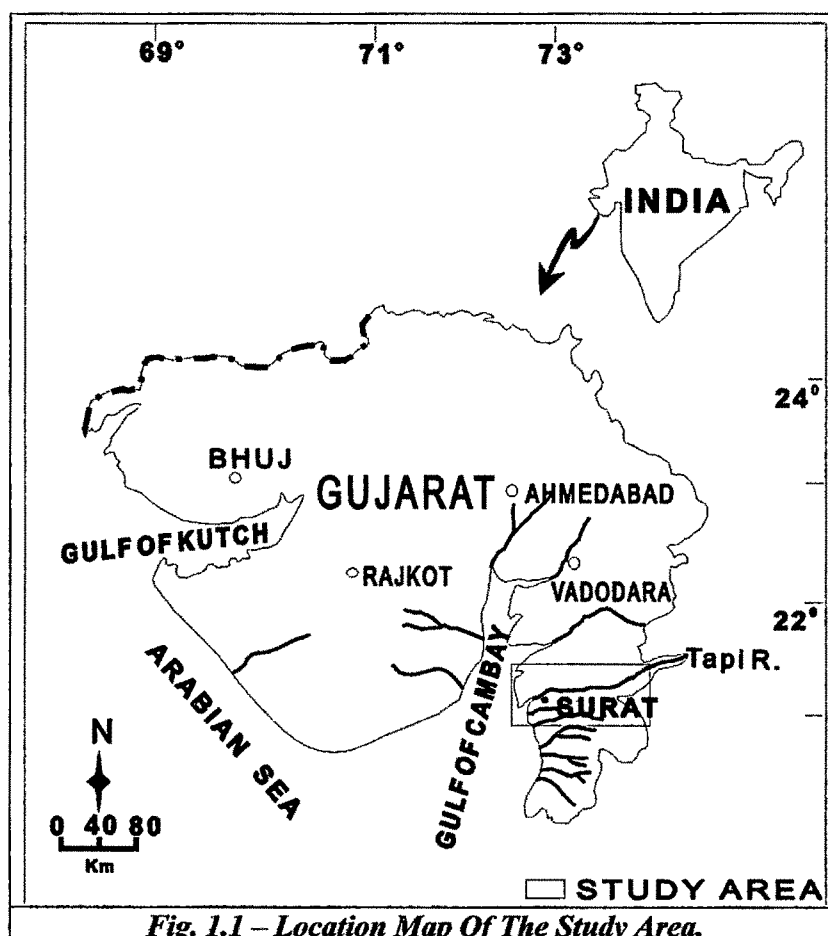 69° 71° 73°
INDIA
24°
BHUJ
GUJARAT
AHMEDABAD
GULF OF KUTCH
RAJKOT
VADODARA
22°
ARABIAN SEA
GULF OF CAMBAY
Tapi R.
SURAT
N
0 40 80
Km
STUDY AREA
Fig. 1.1 – Location Map Of The Study Area.